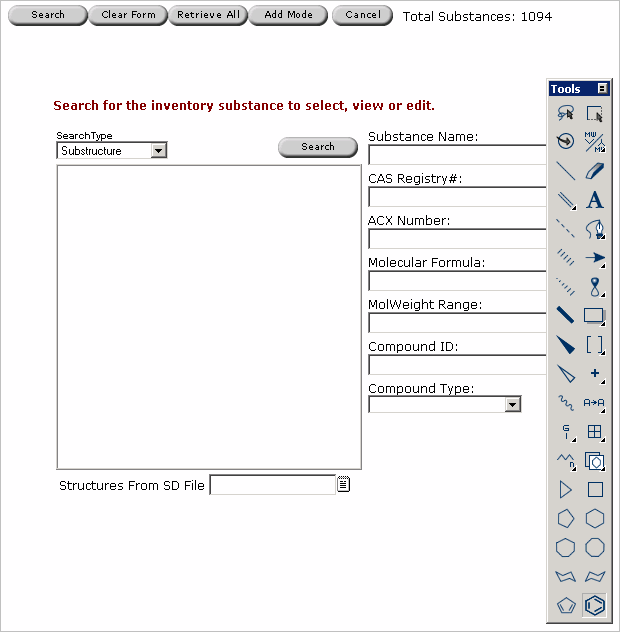 Search Clear Form Retrieve All Add Mode Cancel Total Substances: 1094
Search for the inventory substance to select, view or edit.
SearchType
Substructure
Search
Substance Name:
CAS Registry#:
ACX Number:
Molecular Formula:
MolWeight Range:
Compound ID:
Compound Type:
Structures From SD File
Tools
MW
A
A→A
n